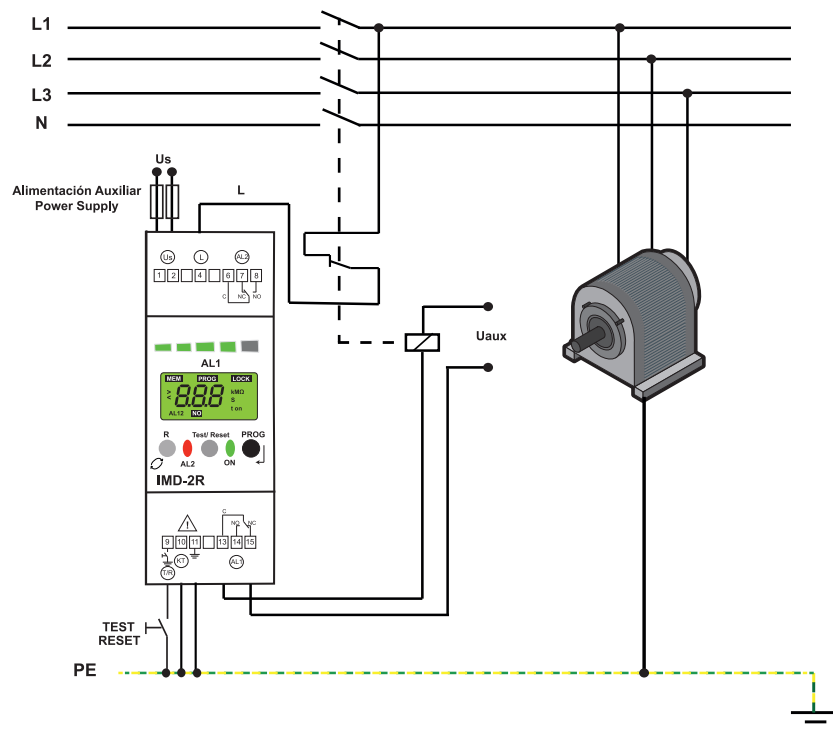 L1
L2
L3
N
Us
Alimentación Auxiliar
Power Supply
L
Us L AL2
1 2 4 6 7 8
C NC NO
Uaux
AL1
MEM PROG LOCK
8.8.8
kMΩ
S
t on
AL12 NO
R Test/ Reset PROG
AL2 ON
IMD-2R
C
NO NC
9 10 11 13 14 15
KT
T/R AL1
TEST
RESET
PE